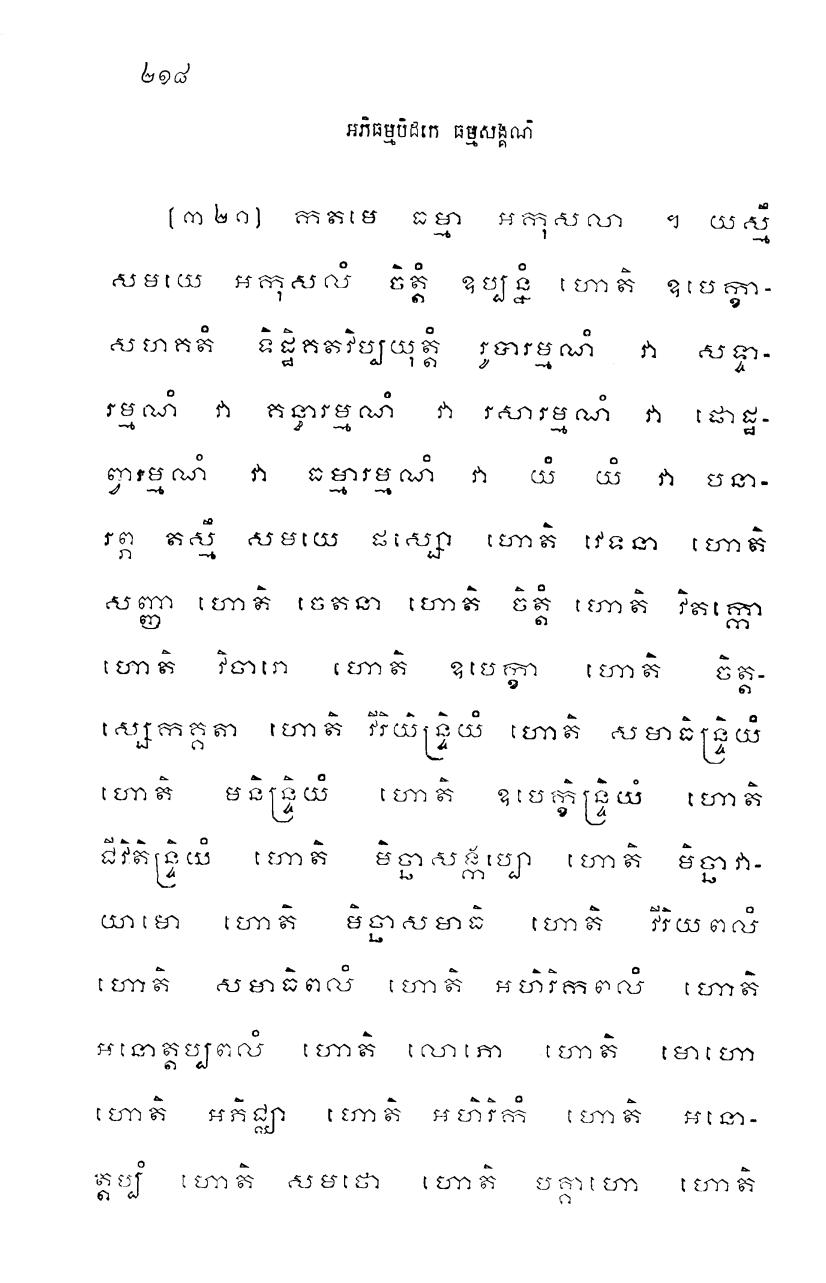 ២១៨
អភិធម្មបិដកេ ធម្មសង្គណិ
[៣២១] កតមេ ធម្មា អកុសលា ។ យស្មឹ
សមយេ អកុសលំ ចិត្តំ ឧប្បន្នំ ហោតិ ឧបេក្ខា-
សហគតំ ទិដ្ឋិគតវិប្បយុត្តំ រូបារម្មណំ វា សទ្ទា-
រម្មណំ វា គន្ធារម្មណំ វា រសារម្មណំ វា ផោដ្ឋ-
ព្វារម្មណំ វា ធម្មារម្មណំ វា យំ យំ វា បនា-
រព្ភ តស្មឹ សមយេ ផស្សោ ហោតិ វេទនា ហោតិ
សញ្ញា ហោតិ ចេតនា ហោតិ ចិត្តំ ហោតិ វិតក្កោ
ហោតិ វិចារោ ហោតិ ឧបេក្ខា ហោតិ ចិត្ត-
ស្សេកគ្គតា ហោតិ វីរិយិន្ទ្រិយំ ហោតិ សមាធិន្ទ្រិយំ
ហោតិ មនិន្ទ្រិយំ ហោតិ ឧបេក្ខិន្ទ្រិយំ ហោតិ
ជីវិតិន្ទ្រិយំ ហោតិ មិច្ឆាសង្កប្បោ ហោតិ មិច្ឆាវា-
យាមោ ហោតិ មិច្ឆាសមាធិ ហោតិ វីរិយពលំ
ហោតិ សមាធិពលំ ហោតិ អហិរិកពលំ ហោតិ
អនោត្តប្បពលំ ហោតិ លោភោ ហោតិ មោហោ
ហោតិ អភិជ្ឈា ហោតិ អហិរិកំ ហោតិ អនោ-
ត្តប្បំ ហោតិ សមថោ ហោតិ បគ្គាហោ ហោតិ